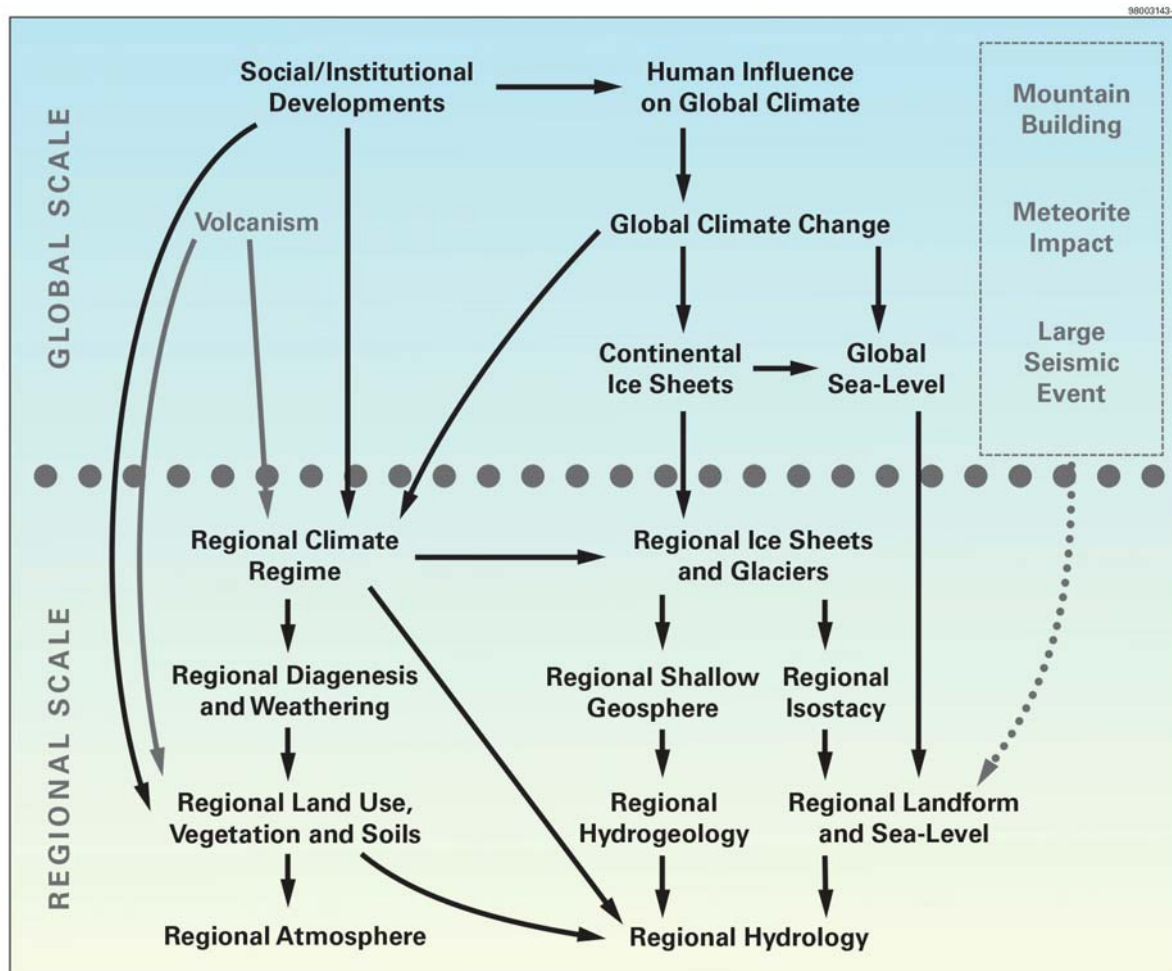 98003143-
GLOBAL SCALE
Social/Institutional
Developments
Human Influence
on Global Climate
Mountain
Building
Volcanism
Global Climate Change
Meteorite
Impact
Continental
Ice Sheets
Global
Sea-Level
Large
Seismic
Event
REGIONAL SCALE
Regional Climate
Regime
Regional Ice Sheets
and Glaciers
Regional Diagenesis
and Weathering
Regional Shallow
Geosphere
Regional
Isostacy
Regional Land Use,
Vegetation and Soils
Regional
Hydrogeology
Regional Landform
and Sea-Level
Regional Atmosphere
Regional Hydrology